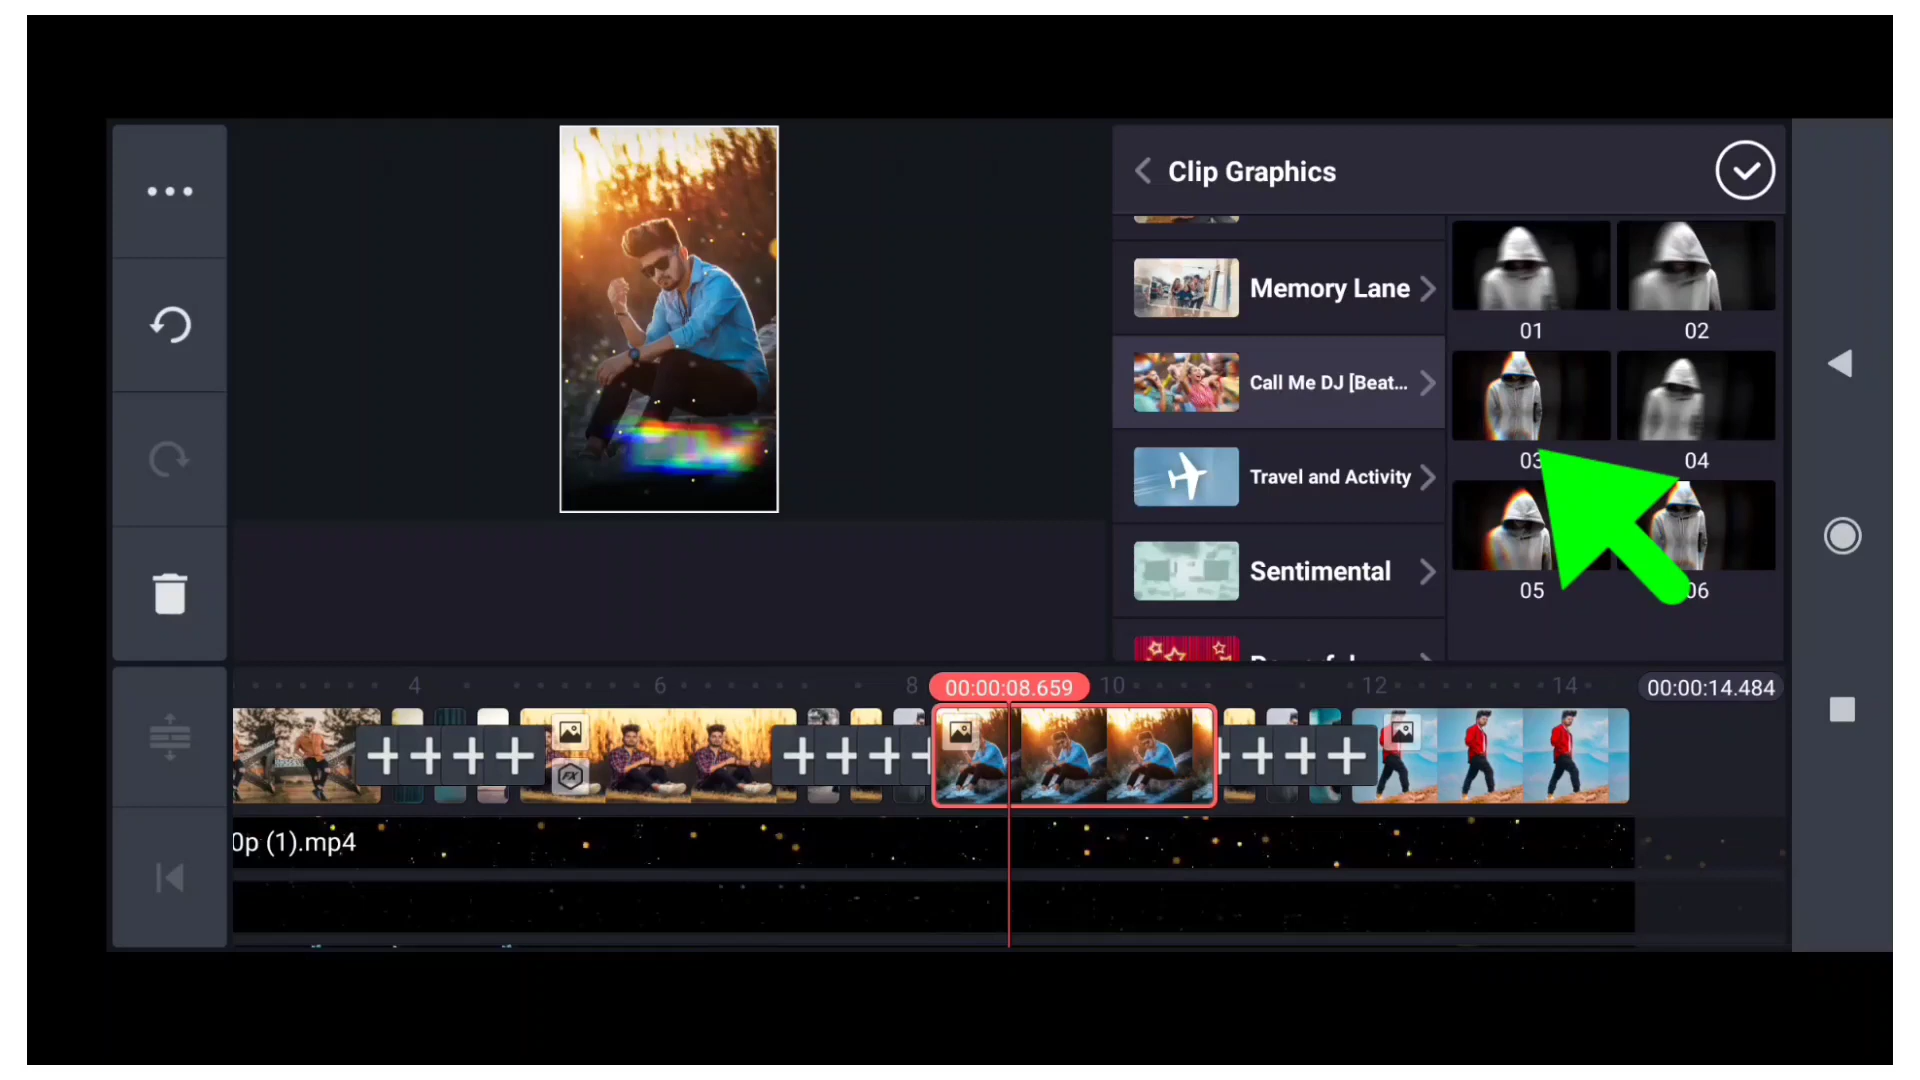 Clip Graphics
Memory Lane
Call Me DJ [Beat...
Travel and Activity
Sentimental
01
02
03
04
05
06
4
6
8
00:00:08.659
10
12
14
00:00:14.484
FX
0p (1).mp4